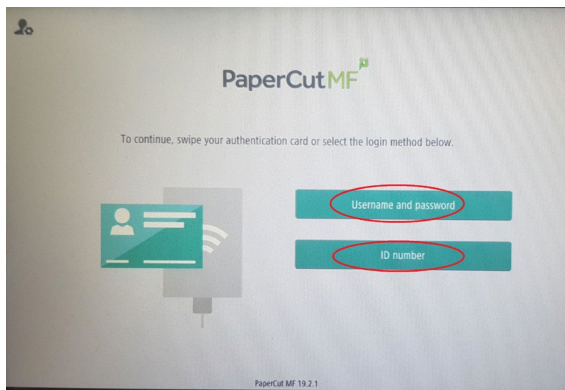 PaperCutMF
To continue, swipe your authentication card or select the login method below.
Username and password
ID number
PaperCut MF 19.2.1